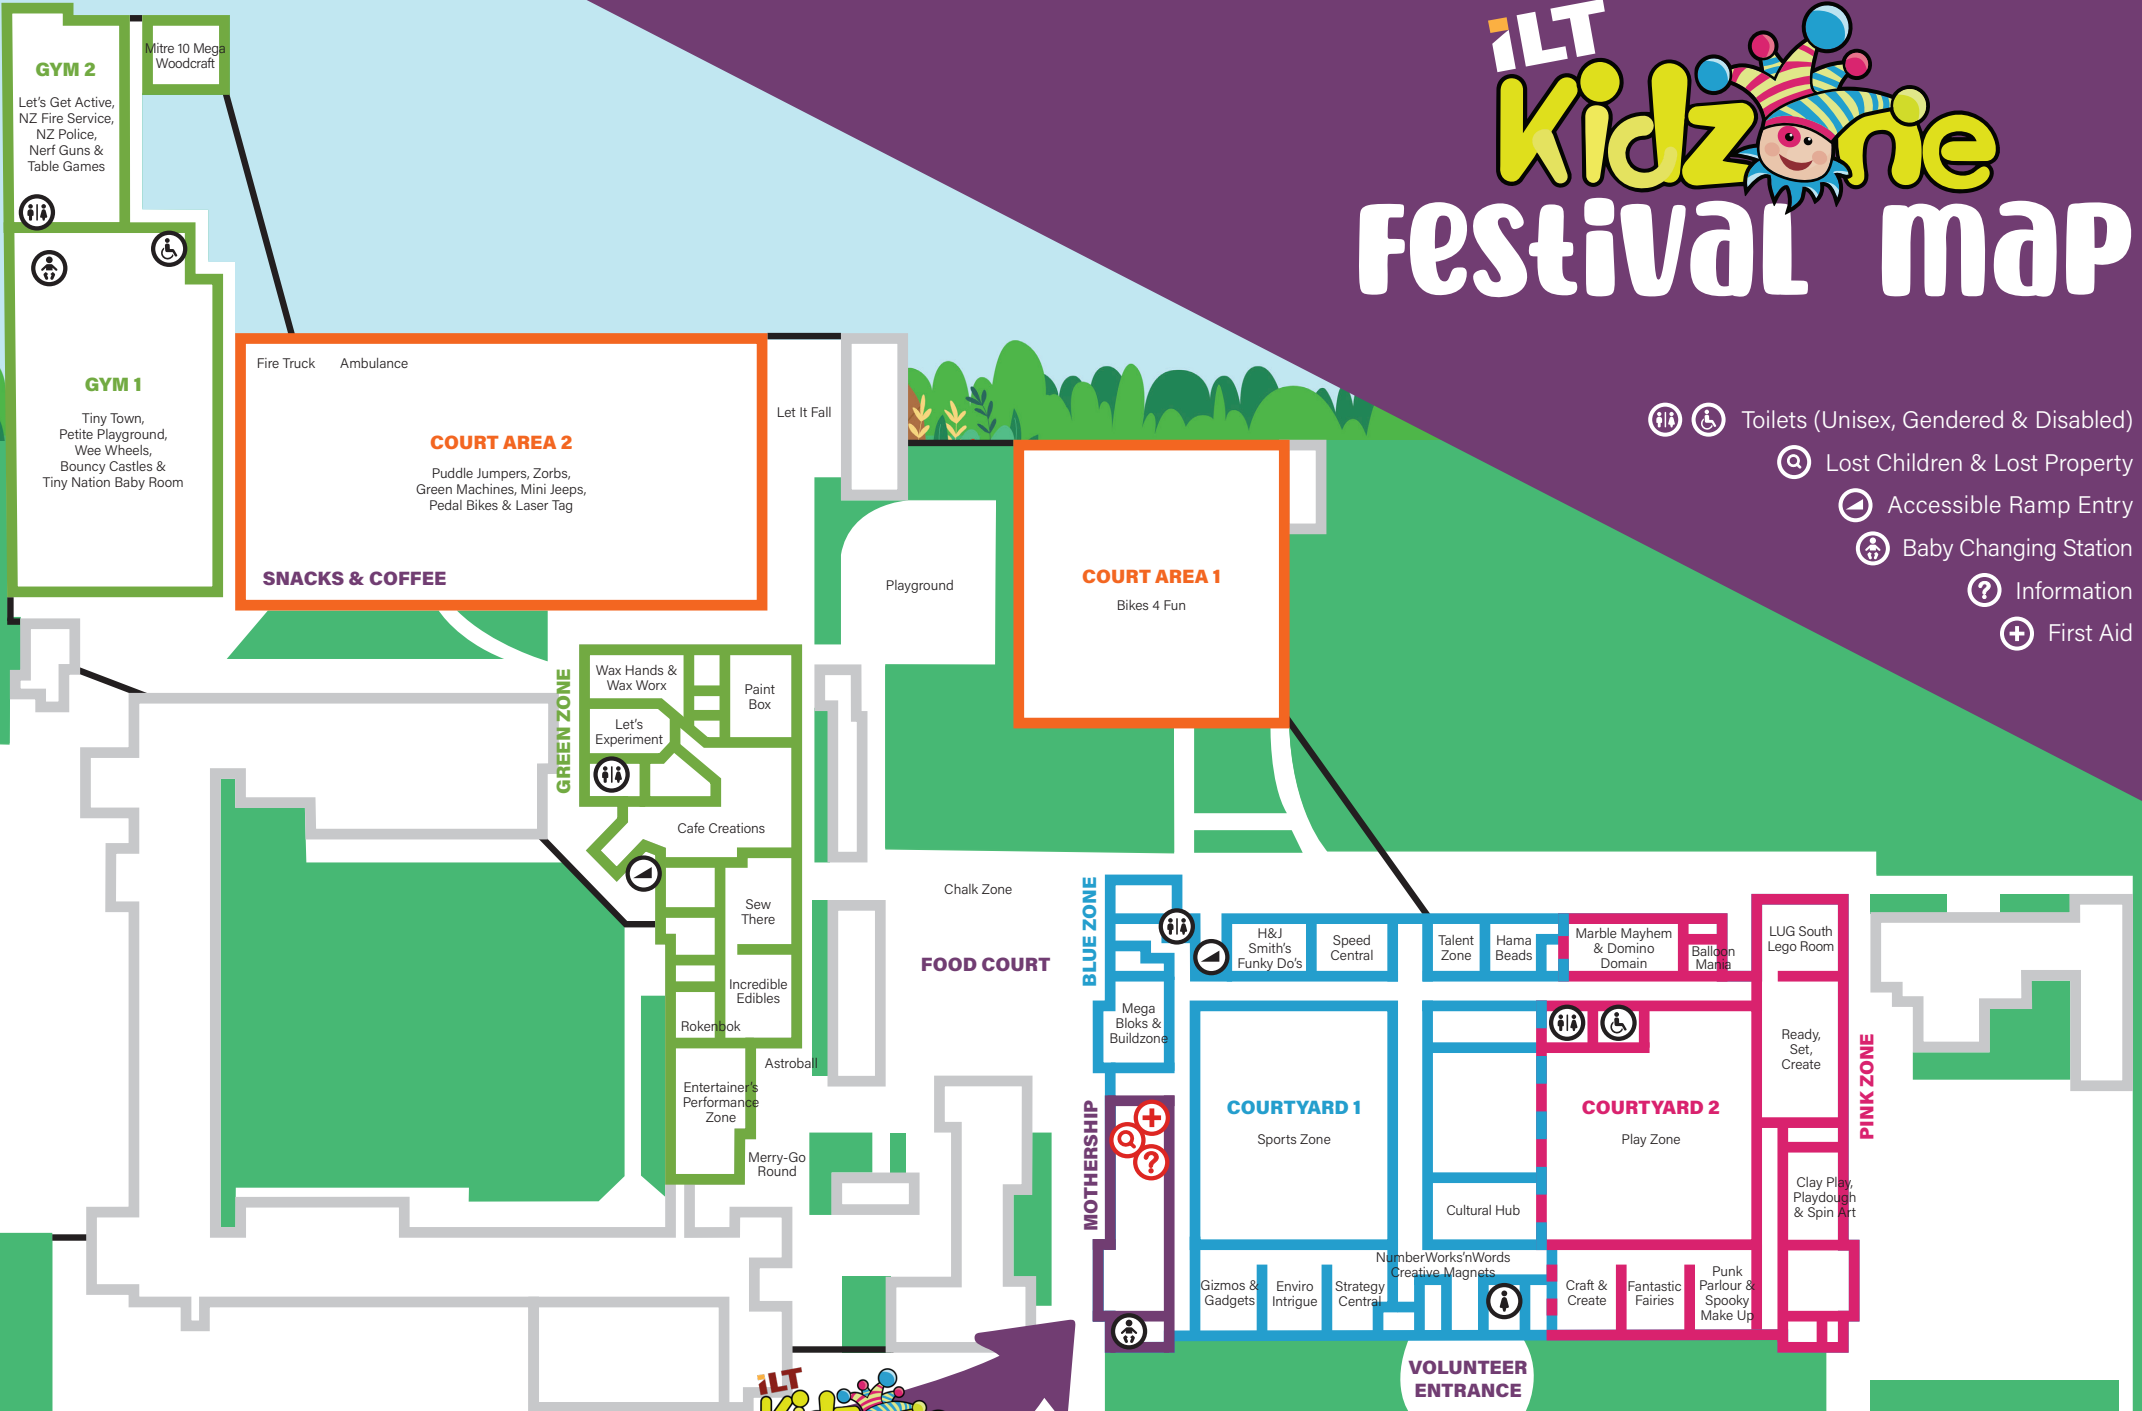 iLT
Kidzone
Festival map
Toilets (Unisex, Gendered & Disabled)
Lost Children & Lost Property
Accessible Ramp Entry
Baby Changing Station
Information
First Aid
GYM 2
Let's Get Active,
NZ Fire Service,
NZ Police,
Nerf Guns &
Table Games
Mitre 10 Mega
Woodcraft
GYM 1
Tiny Town,
Petite Playground,
Wee Wheels,
Bouncy Castles &
Tiny Nation Baby Room
Fire Truck
Ambulance
COURT AREA 2
Puddle Jumpers, Zorbs,
Green Machines, Mini Jeeps,
Pedal Bikes & Laser Tag
SNACKS & COFFEE
Let It Fall
Playground
COURT AREA 1
Bikes 4 Fun
GREEN ZONE
Wax Hands &
Wax Worx
Paint
Box
Let's
Experiment
Cafe Creations
Sew
There
Incredible
Edibles
Rokenbok
Astroball
Entertainer's
Performance
Zone
Merry-Go
Round
Chalk Zone
FOOD COURT
BLUE ZONE
H&J
Smith's
Funky Do's
Speed
Central
Talent
Zone
Hama
Beads
Marble Mayhem
& Domino
Domain
Balloon
Mania
LUG South
Lego Room
Mega
Bloks &
Buildzone
Ready,
Set,
Create
PINK ZONE
MOTHERSHIP
COURTYARD 1
Sports Zone
COURTYARD 2
Play Zone
Cultural Hub
Clay Play,
Playdough
& Spin Art
NumberWorks'nWords
Creative Magnets
Gizmos &
Gadgets
Enviro
Intrigue
Strategy
Central
Craft &
Create
Fantastic
Fairies
Punk
Parlour &
Spooky
Make Up
VOLUNTEER
ENTRANCE
iLT